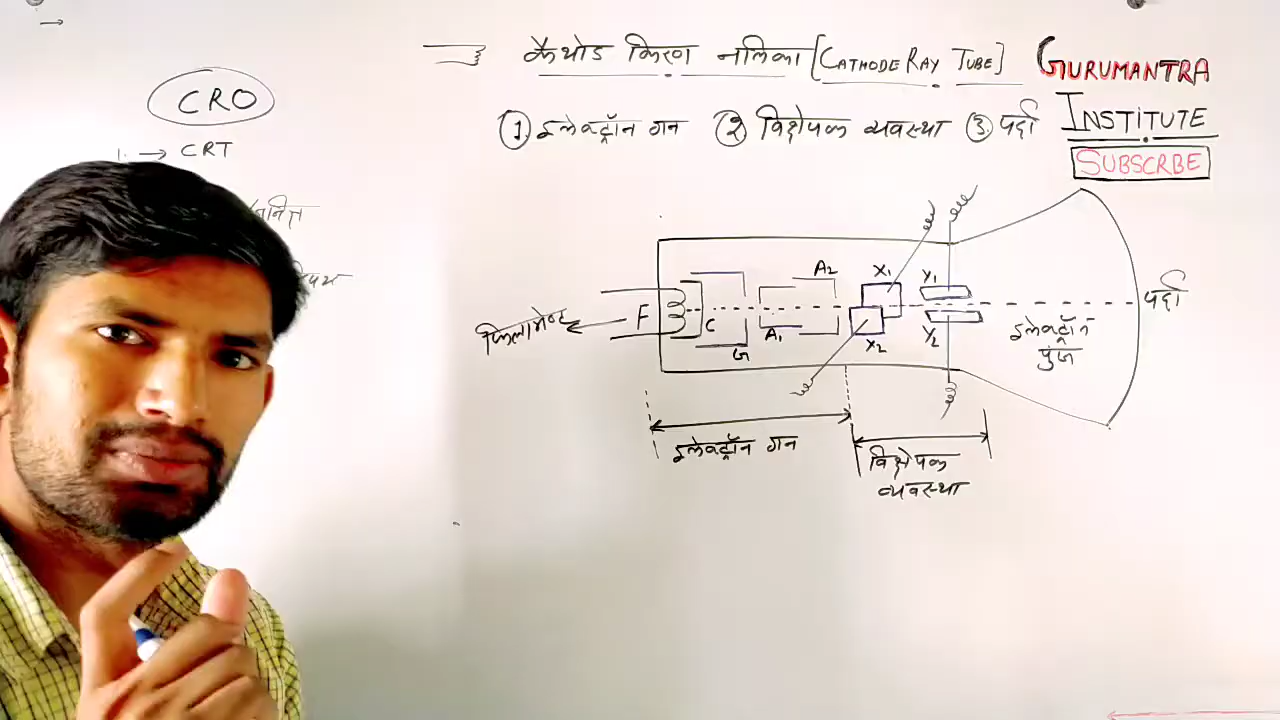 कैथोड किरण नलिका [CATHODE RAY TUBE]
GURUMANTRA
INSTITUTE
SUBSCRBE
① इलेक्ट्रॉन गन ② विक्षेपक व्यवस्था ③. पर्दा
CRO
1. → CRT
X1
Y1
A2
पर्दा
फिलामेन्ट
F
C
G
A1
X2
Y2
इलेक्ट्रॉन
पुंज
इलेक्ट्रॉन गन
विक्षेपक
व्यवस्था